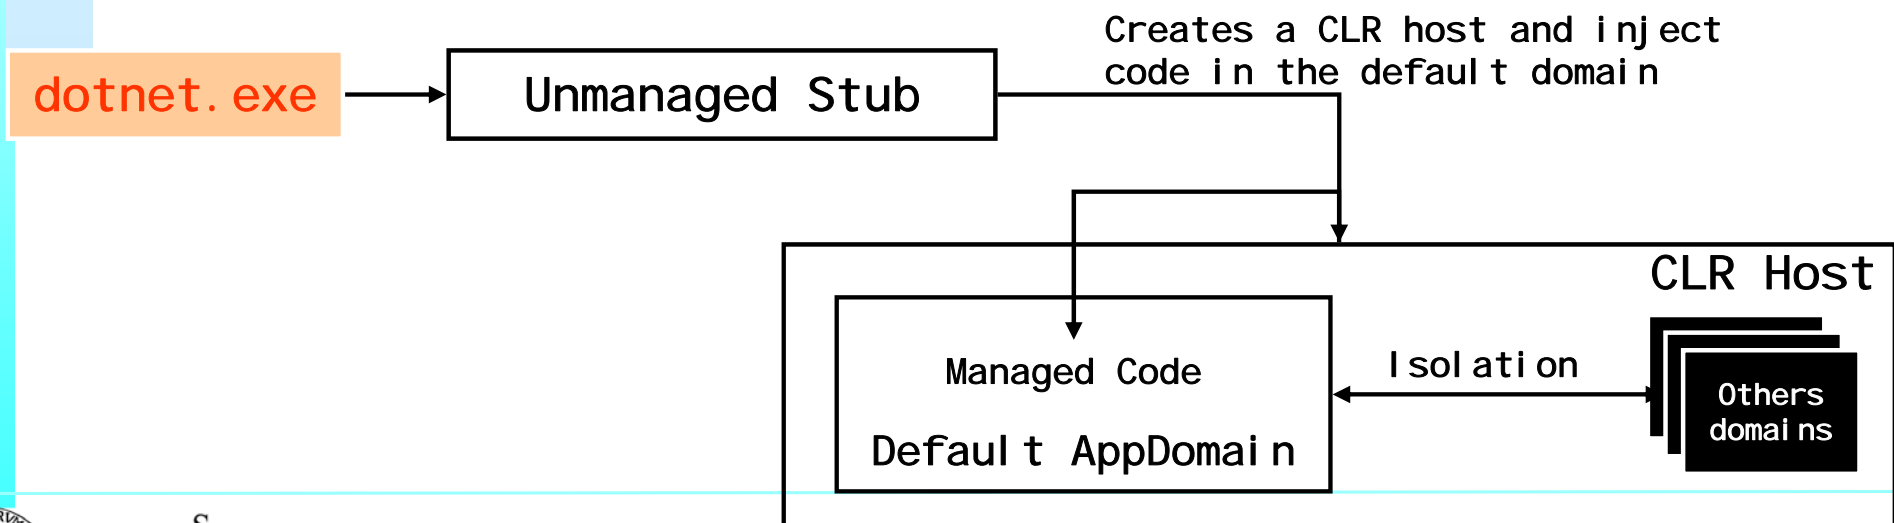 Creates a CLR host and inject
code in the default domain
dotnet.exe
Unmanaged Stub
CLR Host
Managed Code
Isolation
Others
domains
Default AppDomain
S